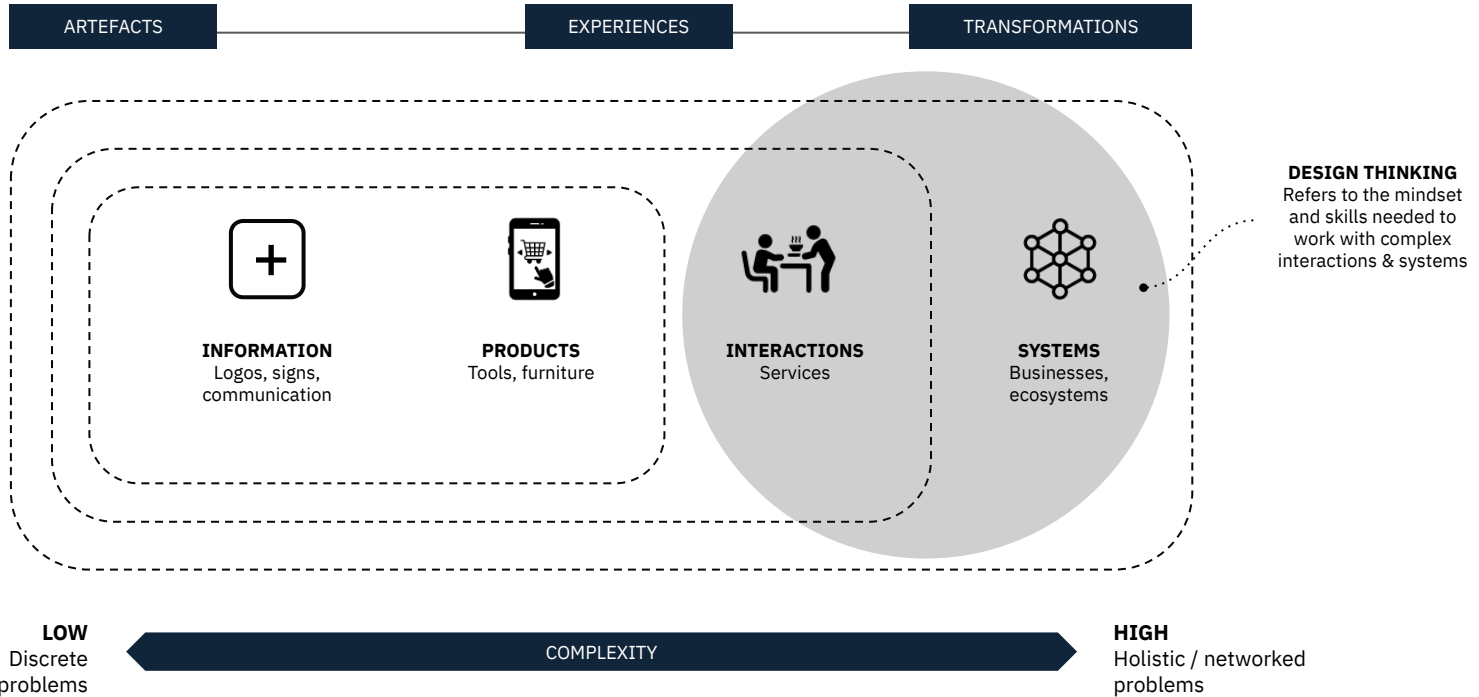 ARTEFACTS
EXPERIENCES
TRANSFORMATIONS
DESIGN THINKING
Refers to the mindset
and skills needed to
work with complex
interactions & systems
INFORMATION
Logos, signs,
communication
PRODUCTS
Tools, furniture
INTERACTIONS
Services
SYSTEMS
Businesses,
ecosystems
LOW
Discrete
problems
COMPLEXITY
HIGH
Holistic / networked
problems